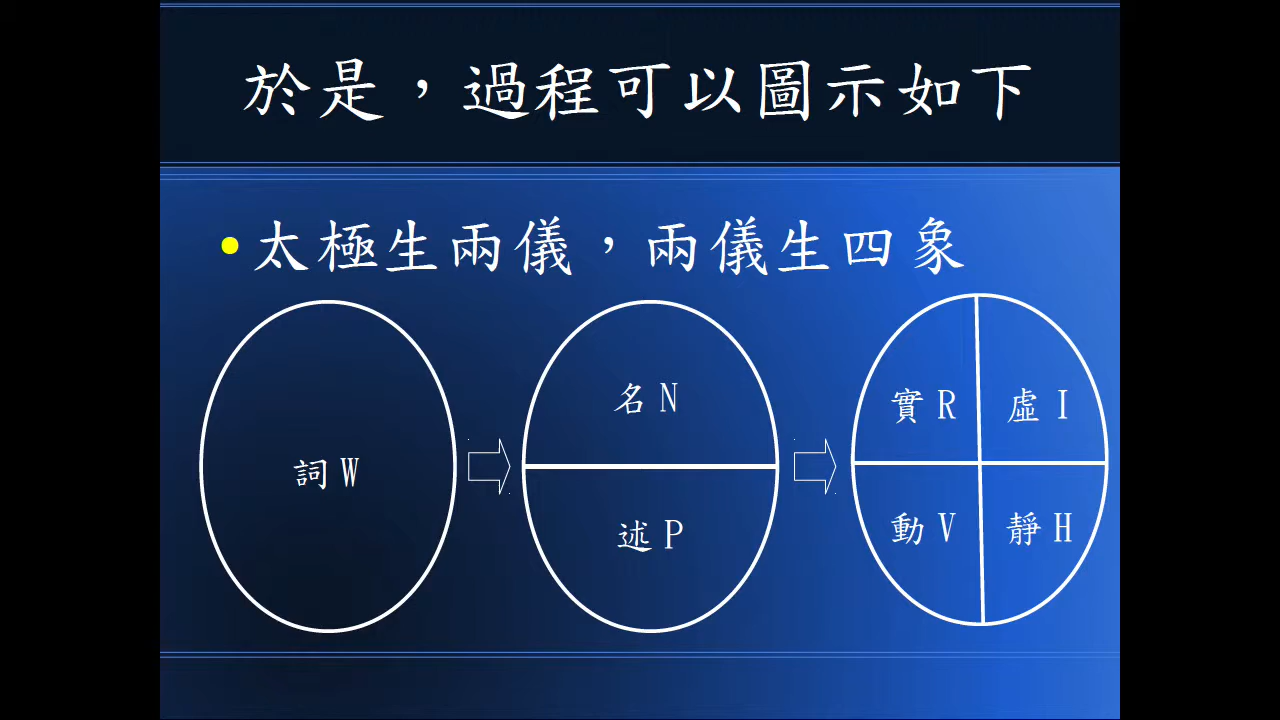 於是，過程可以圖示如下
•太極生兩儀，兩儀生四象
詞 W
名 N
述 P
實 R
虛 I
動 V
靜 H